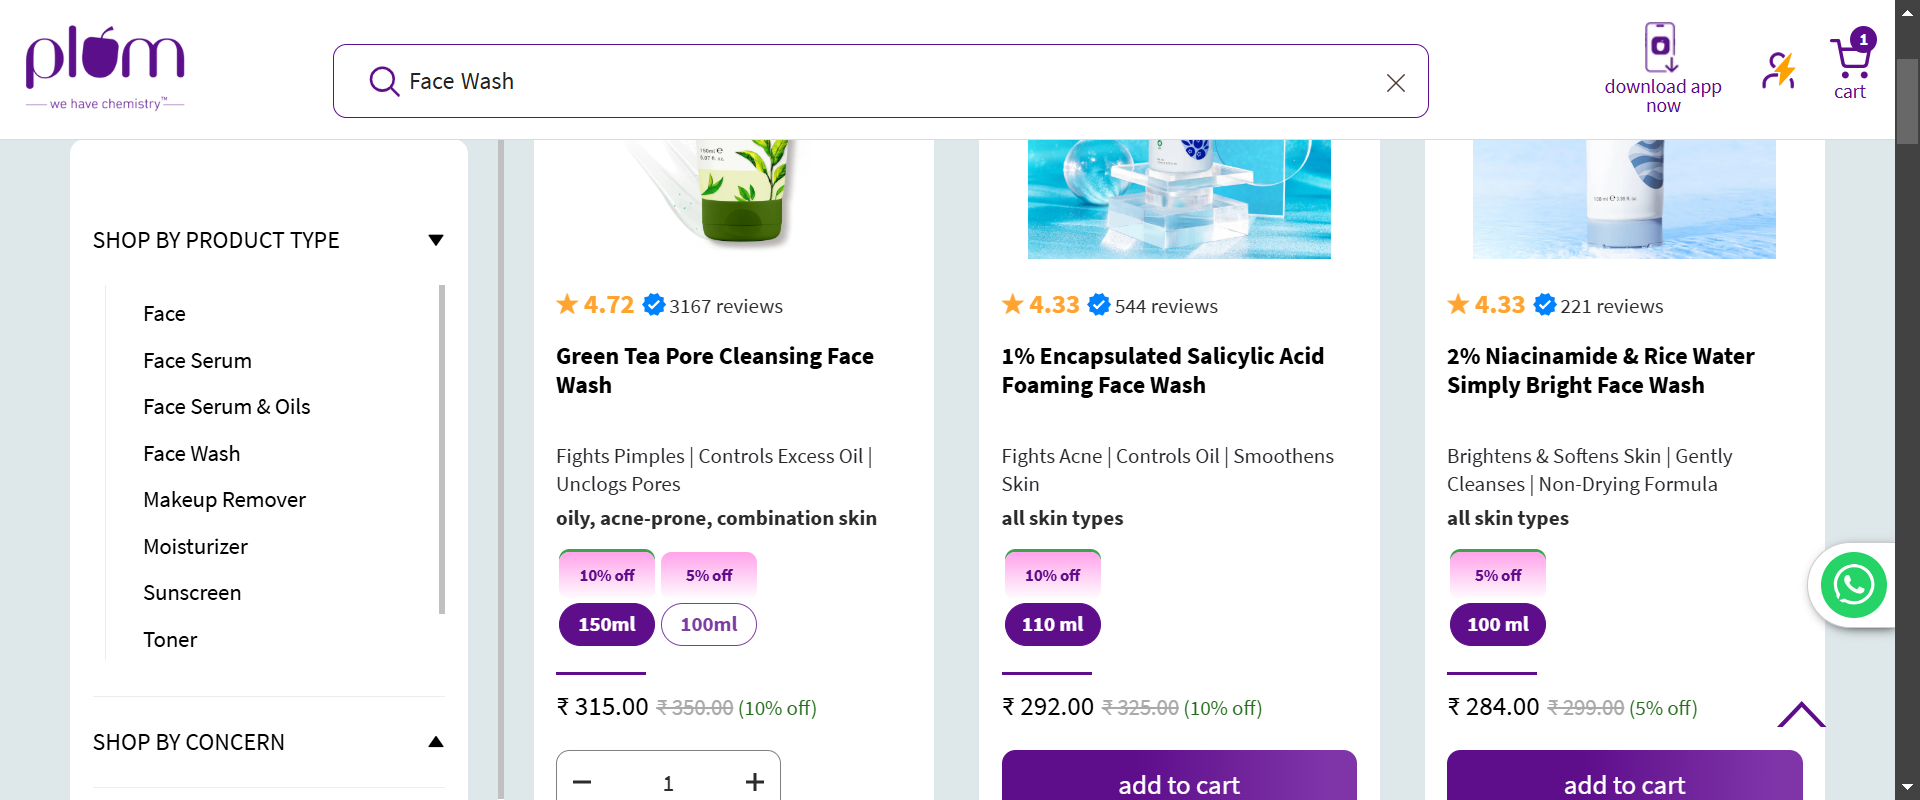 plum
we have chemistry™
Face Wash
download app
now
1
cart
SHOP BY PRODUCT TYPE
Face
Face Serum
Face Serum & Oils
Face Wash
Makeup Remover
Moisturizer
Sunscreen
Toner
SHOP BY CONCERN
4.72 3167 reviews
Green Tea Pore Cleansing Face
Wash
Fights Pimples | Controls Excess Oil |
Unclogs Pores
oily, acne-prone, combination skin
10% off 5% off
150ml 100ml
₹ 315.00 ₹ 350.00 (10% off)
1
4.33 544 reviews
1% Encapsulated Salicylic Acid
Foaming Face Wash
Fights Acne | Controls Oil | Smoothens
Skin
all skin types
10% off
110 ml
₹ 292.00 ₹ 325.00 (10% off)
add to cart
4.33 221 reviews
2% Niacinamide & Rice Water
Simply Bright Face Wash
Brightens & Softens Skin | Gently
Cleanses | Non-Drying Formula
all skin types
5% off
100 ml
₹ 284.00 ₹ 299.00 (5% off)
add to cart